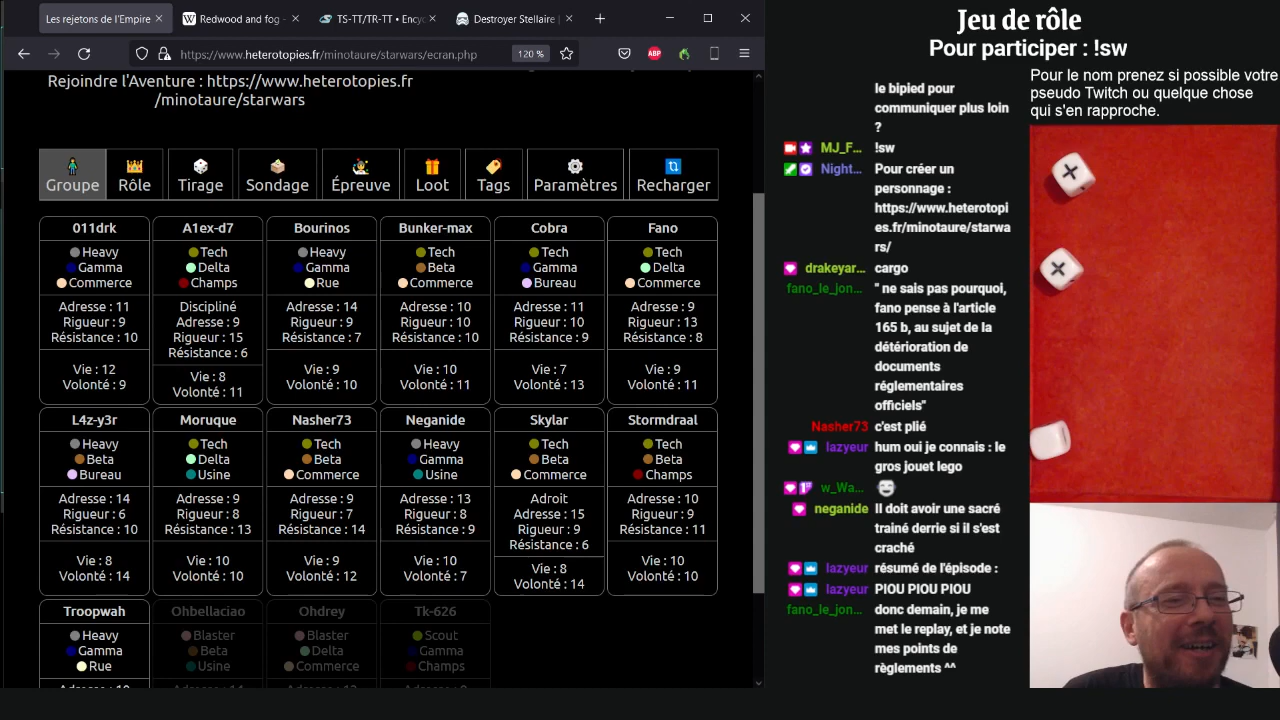 Les rejetons de l'Empire
Redwood and fog -
TS-TT/TR-TT • Ency
Destroyer Stellaire |
https://www.heterotopies.fr/minotaure/starwars/ecran.php
120 %
ABP
Rejoindre l'Aventure : https://www.heterotopies.fr
/minotaure/starwars
Groupe
Rôle
Tirage
Sondage
Épreuve
Loot
Tags
Paramètres
Recharger
011drk
Heavy
Gamma
Commerce
Adresse : 11
Rigueur : 9
Résistance : 10
Vie : 12
Volonté : 9
A1ex-d7
Tech
Delta
Champs
Discipliné
Adresse : 9
Rigueur : 15
Résistance : 6
Vie : 8
Volonté : 11
Bourinos
Heavy
Gamma
Rue
Adresse : 14
Rigueur : 9
Résistance : 7
Vie : 9
Volonté : 10
Bunker-max
Tech
Beta
Commerce
Adresse : 10
Rigueur : 10
Résistance : 10
Vie : 10
Volonté : 11
Cobra
Tech
Gamma
Bureau
Adresse : 11
Rigueur : 10
Résistance : 9
Vie : 7
Volonté : 13
Fano
Tech
Delta
Commerce
Adresse : 9
Rigueur : 13
Résistance : 8
Vie : 9
Volonté : 11
L4z-y3r
Heavy
Beta
Bureau
Adresse : 14
Rigueur : 6
Résistance : 10
Vie : 8
Volonté : 14
Moruque
Tech
Delta
Usine
Adresse : 9
Rigueur : 8
Résistance : 13
Vie : 10
Volonté : 10
Nasher73
Tech
Beta
Commerce
Adresse : 9
Rigueur : 7
Résistance : 14
Vie : 9
Volonté : 12
Neganide
Heavy
Gamma
Usine
Adresse : 13
Rigueur : 8
Résistance : 9
Vie : 10
Volonté : 7
Skylar
Tech
Beta
Commerce
Adroit
Adresse : 15
Rigueur : 9
Résistance : 6
Vie : 8
Volonté : 14
Stormdraal
Tech
Beta
Champs
Adresse : 10
Rigueur : 9
Résistance : 11
Vie : 10
Volonté : 10
Troopwah
Heavy
Gamma
Rue
Ohbellaciao
Blaster
Beta
Usine
Ohdrey
Blaster
Delta
Commerce
Tk-626
Scout
Gamma
Champs
le bipied pour
communiquer plus loin
?
MJ_F... !sw
Night... Pour créer un
personnage :
https://www.heterotopi
es.fr/minotaure/starwa
rs/
drakeyar... cargo
fano_le_jon... " ne sais pas pourquoi,
fano pense à l'article
165 b, au sujet de la
détérioration de
documents
réglementaires
officiels"
Nasher73 c'est plié
lazyeur hum oui je connais : le
gros jouet lego
w_Wa...
neganide Il doit avoir une sacré
trainé derrie si il s'est
craché
lazyeur résumé de l'épisode :
lazyeur PIOU PIOU PIOU
fano_le_jon... donc demain, je me
met le replay, et je note
mes points de
règlements ^^
Jeu de rôle
Pour participer : !sw
Pour le nom prenez si possible votre
pseudo Twitch ou quelque chose
qui s'en rapproche.